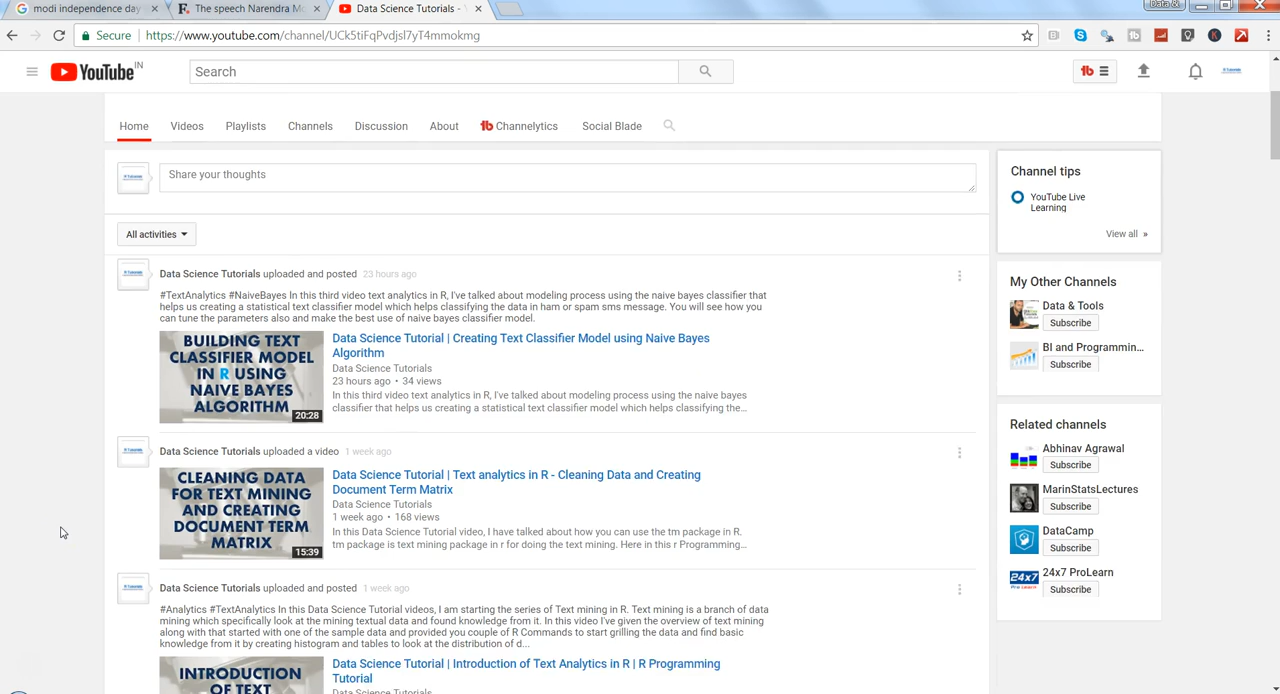 modi independence day
The speech Narendra Mo
Data Science Tutorials -
Data &
Secure
https://www.youtube.com/channel/UCk5tiFqPvdjsl7yT4mmokmg
YouTube IN
Search
tb
Home
Videos
Playlists
Channels
Discussion
About
tb Channelytics
Social Blade
Share your thoughts
All activities
Data Science Tutorials uploaded and posted 23 hours ago
#TextAnalytics #NaiveBayes In this third video text analytics in R, I've talked about modeling process using the naive bayes classifier that
helps us creating a statistical text classifier model which helps classifying the data in ham or spam sms message. You will see how you
can tune the parameters also and make the best use of naive bayes classifier model.
BUILDING TEXT
CLASSIFIER MODEL
IN R USING
NAIVE BAYES
ALGORITHM
20:28
Data Science Tutorial | Creating Text Classifier Model using Naive Bayes
Algorithm
Data Science Tutorials
23 hours ago • 34 views
In this third video text analytics in R, I've talked about modeling process using the naive bayes
classifier that helps us creating a statistical text classifier model which helps classifying the...
Data Science Tutorials uploaded a video 1 week ago
CLEANING DATA
FOR TEXT MINING
AND CREATING
DOCUMENT TERM
MATRIX
15:39
Data Science Tutorial | Text analytics in R - Cleaning Data and Creating
Document Term Matrix
Data Science Tutorials
1 week ago • 168 views
In this Data Science Tutorial video, I have talked about how you can use the tm package in R.
tm package is text mining package in r for doing the text mining. Here in this r Programming...
Data Science Tutorials uploaded and posted 1 week ago
#Analytics #TextAnalytics In this Data Science Tutorial videos, I am starting the series of Text mining in R. Text mining is a branch of data
mining which specifically look at the mining textual data and found knowledge from it. In this video I've given the overview of text mining
along with that started with one of the sample data and provided you couple of R Commands to start grilling the data and find basic
knowledge from it by creating histogram and tables to look at the distribution of d...
INTRODUCTION
OF TEXT
Data Science Tutorial | Introduction of Text Analytics in R | R Programming
Tutorial
Data Science Tutorials
Channel tips
YouTube Live
Learning
View all »
My Other Channels
Data & Tools
Subscribe
BI and Programmin...
Subscribe
Related channels
Abhinav Agrawal
Subscribe
MarinStatsLectures
Subscribe
DataCamp
Subscribe
24x7
24x7 ProLearn
Subscribe